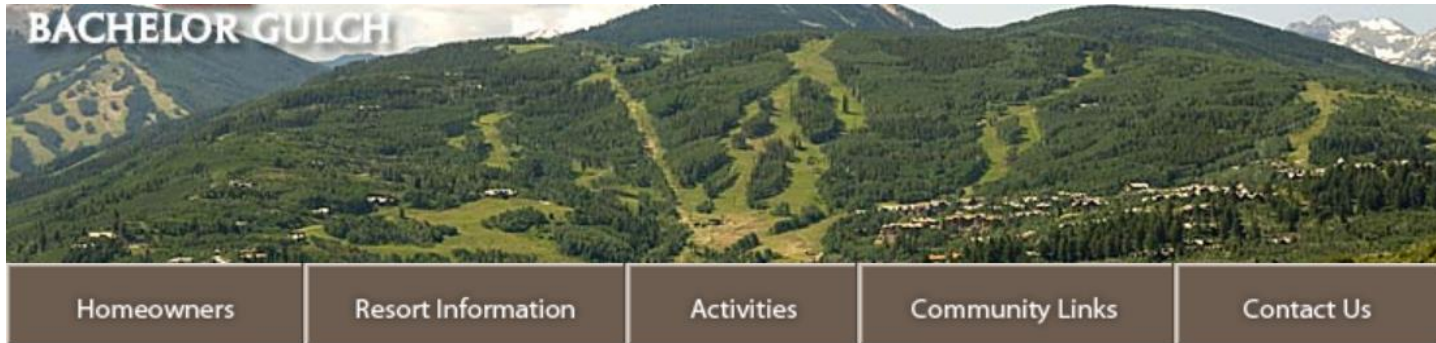 BACHELOR GULCH
Homeowners Resort Information Activities Community Links Contact Us